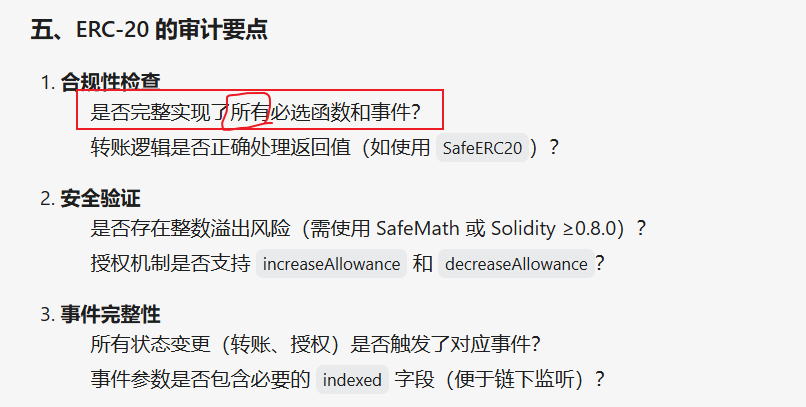 五、ERC-20 的审计要点
1. 合规性检查
是否完整实现了所有必选函数和事件？
转账逻辑是否正确处理返回值（如使用 SafeERC20）？
2. 安全验证
是否存在整数溢出风险（需使用 SafeMath 或 Solidity ≥0.8.0）？
授权机制是否支持 increaseAllowance 和 decreaseAllowance？
3. 事件完整性
所有状态变更（转账、授权）是否触发了对应事件？
事件参数是否包含必要的 indexed 字段（便于链下监听）？